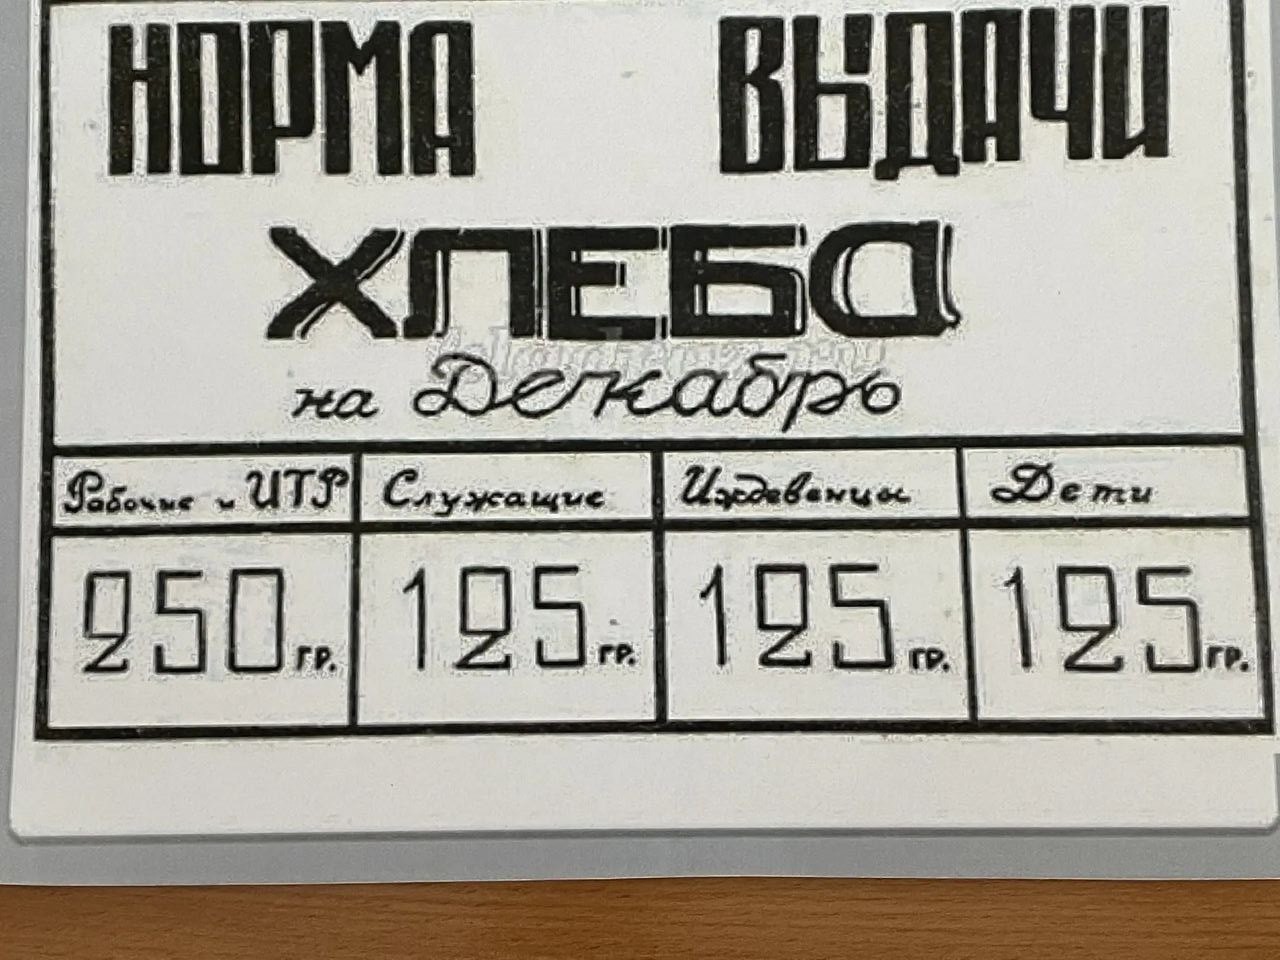 НОРМА ВЫДАЧИ
ХЛЕБА
на Декабрь
Рабочие и ИТР Служащие Иждевенцы Дети
250 гр. 125 гр. 125 гр. 125 гр.